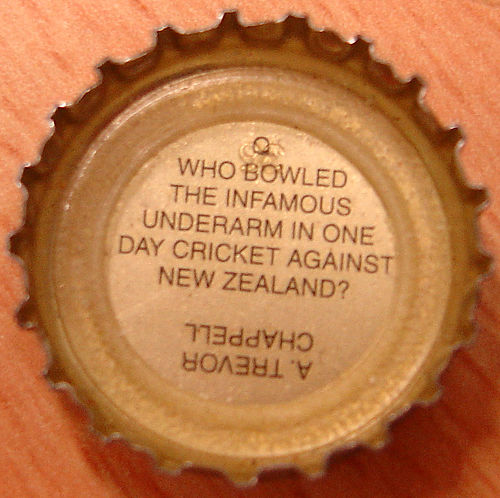 Q
WHO BOWLED
THE INFAMOUS
UNDERARM IN ONE
DAY CRICKET AGAINST
NEW ZEALAND?
A. TREVOR
CHAPPELL